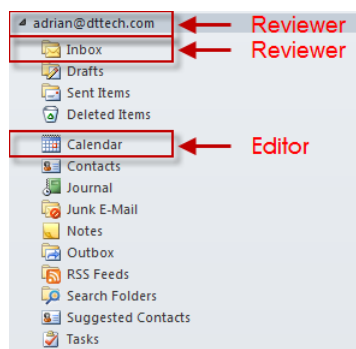 adrian@dttech.com Reviewer
Inbox Reviewer
Drafts
Sent Items
Deleted Items
Calendar Editor
Contacts
Journal
Junk E-Mail
Notes
Outbox
RSS Feeds
Search Folders
Suggested Contacts
Tasks